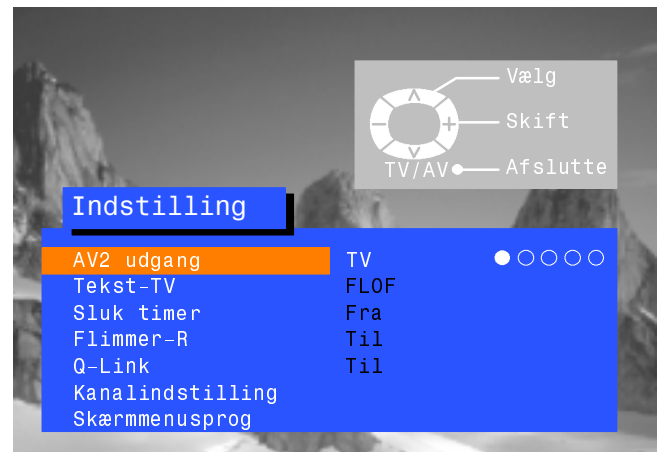 Vælg
Skift
TV/AV Afslutte
Indstilling
AV2 udgang TV
Tekst-TV FLOF
Sluk timer Fra
Flimmer-R Til
Q-Link Til
Kanalindstilling
Skærmmenusprog